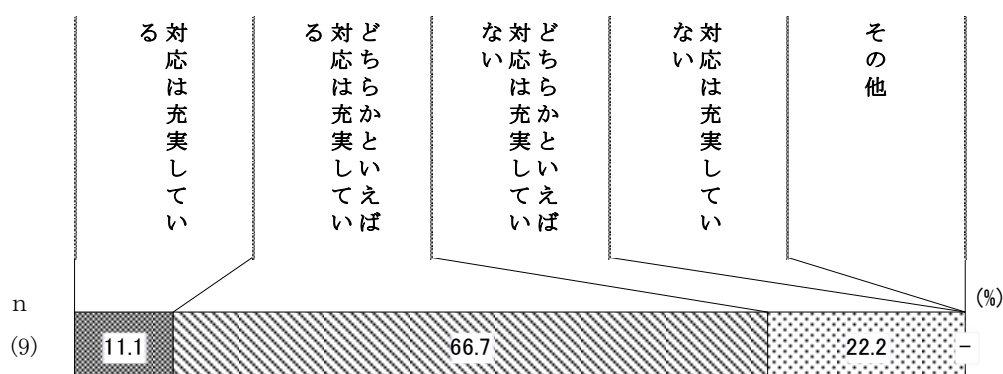 対応は充実してい
る
どちらかといえば
対応は充実してい
る
どちらかといえば
対応は充実してい
ない
対応は充実してい
ない
その他
(%)
n
(9)
11.1
66.7
22.2
−